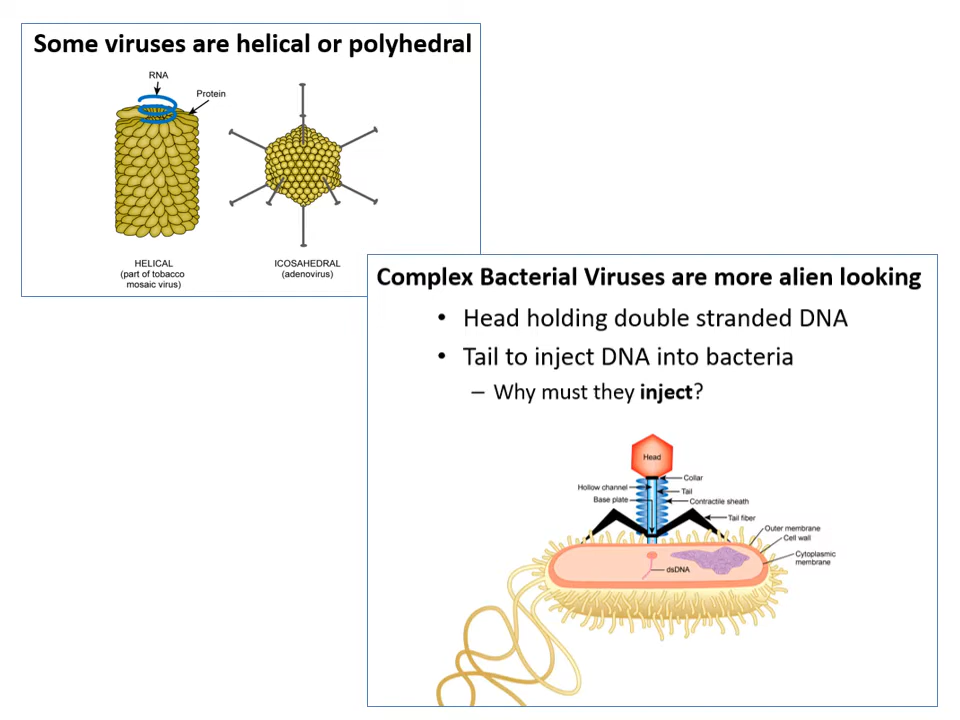 Some viruses are helical or polyhedral
RNA
Protein
HELICAL
(part of tobacco
mosaic virus)
ICOSAHEDRAL
(adenovirus)
Complex Bacterial Viruses are more alien looking
• Head holding double stranded DNA
• Tail to inject DNA into bacteria
– Why must they inject?
Head
Collar
Hollow channel
Tail
Base plate
Contractile sheath
Tail fiber
Outer membrane
Cell wall
Cytoplasmic
membrane
dsDNA